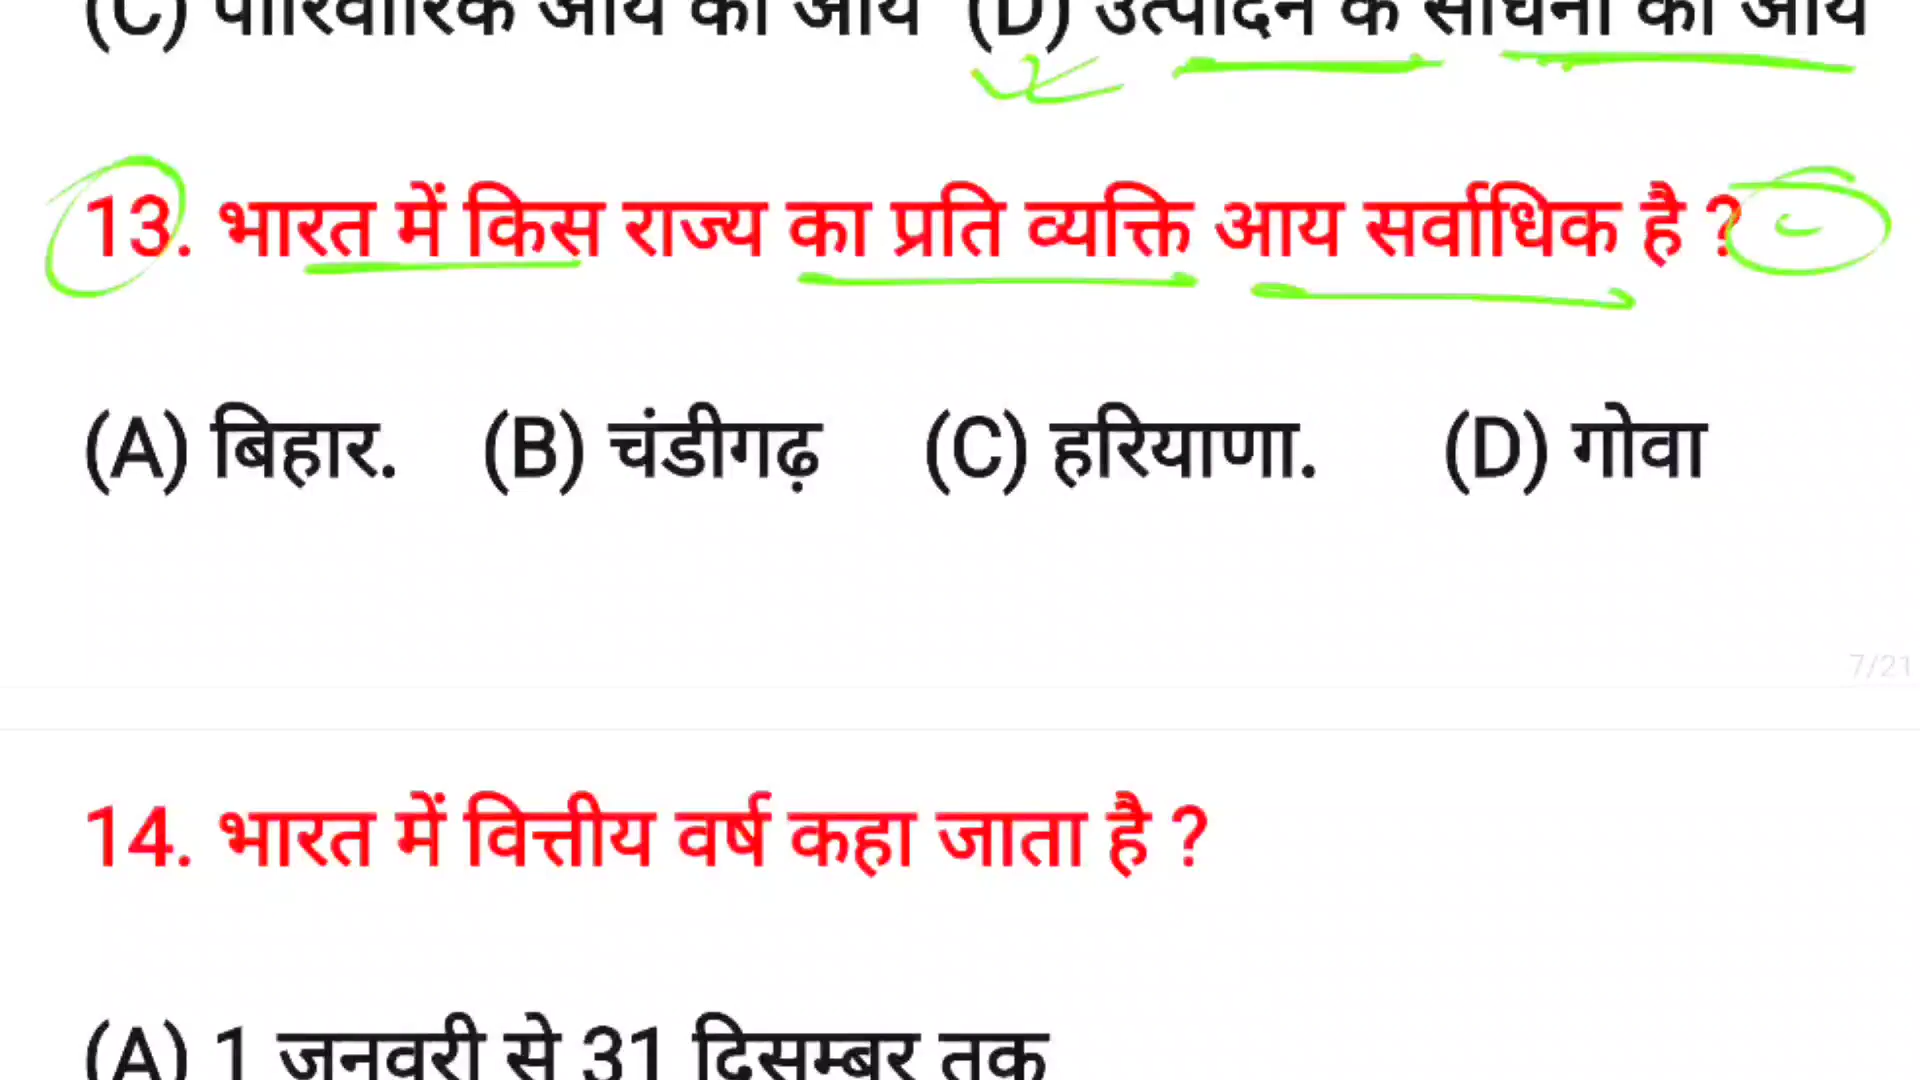 (C) पारिवारिक आय की आय (D) उत्पादन के साधनों की आय
13. भारत में किस राज्य का प्रति व्यक्ति आय सर्वाधिक है ?
(A) बिहार. (B) चंडीगढ़ (C) हरियाणा. (D) गोवा
7/21
14. भारत में वित्तीय वर्ष कहा जाता है ?
(A) 1 जनवरी से 31 दिसम्बर तक